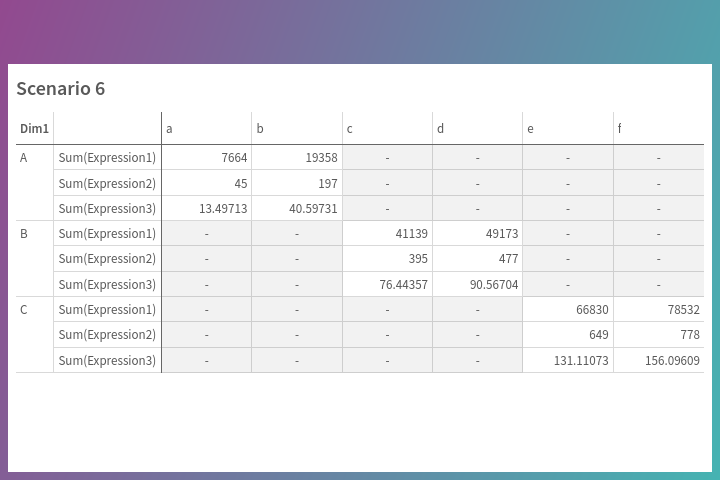 Scenario 6
Dim1 a b c d e f
A Sum(Expression1) 7664 19358 - - - -
Sum(Expression2) 45 197 - - - -
Sum(Expression3) 13.49713 40.59731 - - - -
B Sum(Expression1) - - 41139 49173 - -
Sum(Expression2) - - 395 477 - -
Sum(Expression3) - - 76.44357 90.56704 - -
C Sum(Expression1) - - - - 66830 78532
Sum(Expression2) - - - - 649 778
Sum(Expression3) - - - - 131.11073 156.09609